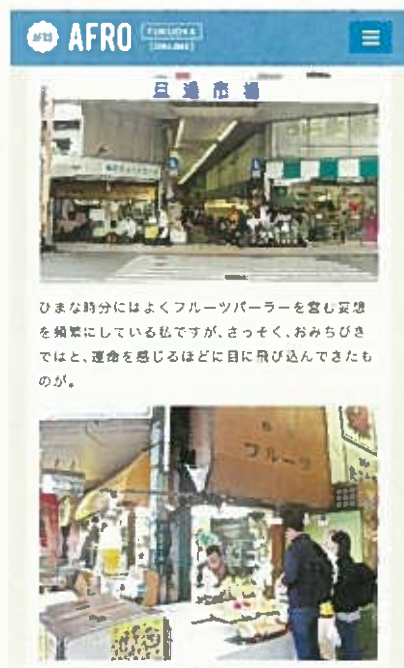 AFRO FUKUOKA
[ONLINE]
旦過市場
ひまな時分にはよくフルーツパーラーを営む妄想
を頻繁にしている私ですが、さっそく、おみちびき
ではと、運命を感じるほどに目に飛び込んできたも
のが。
フルーツ